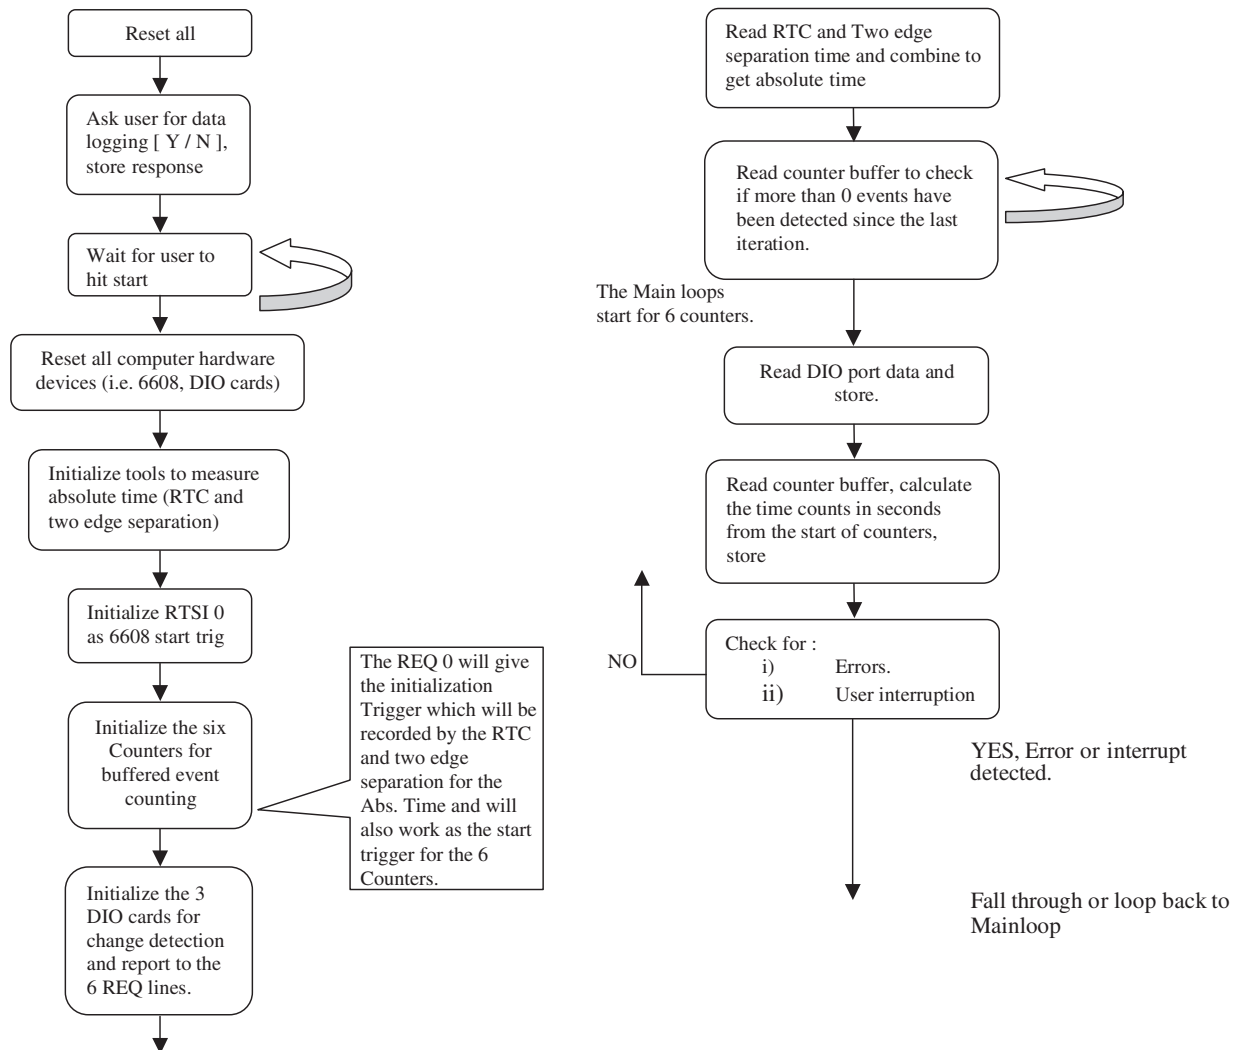 Reset all
Ask user for data
logging [ Y / N ],
store response
Wait for user to
hit start
Reset all computer hardware
devices (i.e. 6608, DIO cards)
Initialize tools to measure
absolute time (RTC and
two edge separation)
Initialize RTSI 0
as 6608 start trig
Initialize the six
Counters for
buffered event
counting
The REQ 0 will give
the initialization
Trigger which will be
recorded by the RTC
and two edge
separation for the
Abs. Time and will
also work as the start
trigger for the 6
Counters.
Initialize the 3
DIO cards for
change detection
and report to the
6 REQ lines.
Read RTC and Two edge
separation time and combine to
get absolute time
Read counter buffer to check
if more than 0 events have
been detected since the last
iteration.
The Main loops
start for 6 counters.
Read DIO port data and
store.
Read counter buffer, calculate
the time counts in seconds
from the start of counters,
store
NO
Check for :
i) Errors.
ii) User interruption
YES, Error or interrupt
detected.
Fall through or loop back to
Mainloop